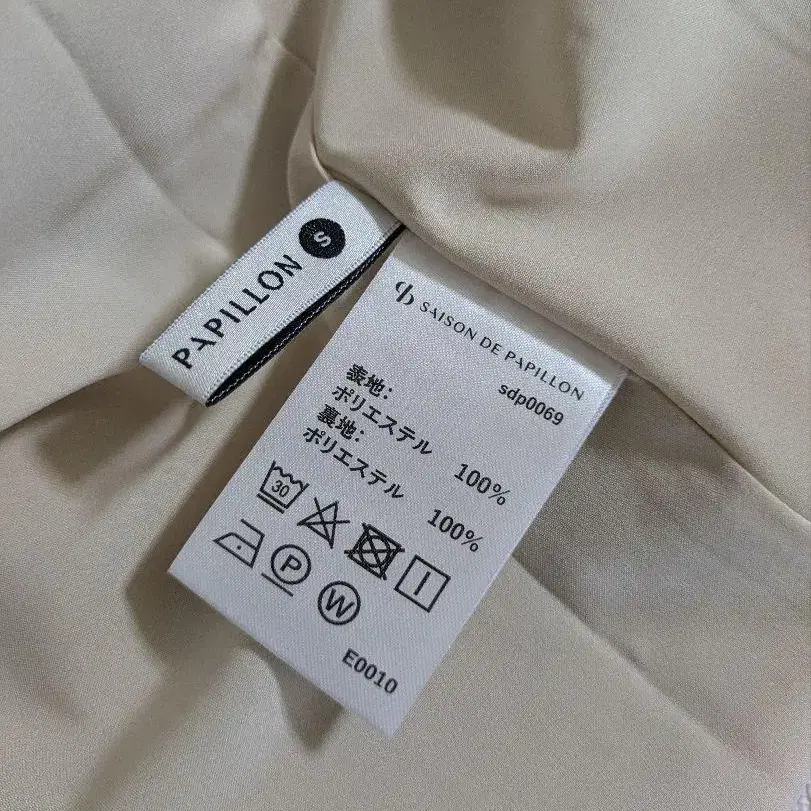 PAPILLON S
SAISON DE PAPILLON
sdp0069
表地:
ポリエステル 100%
裏地:
ポリエステル 100%
30
P
W
E0010